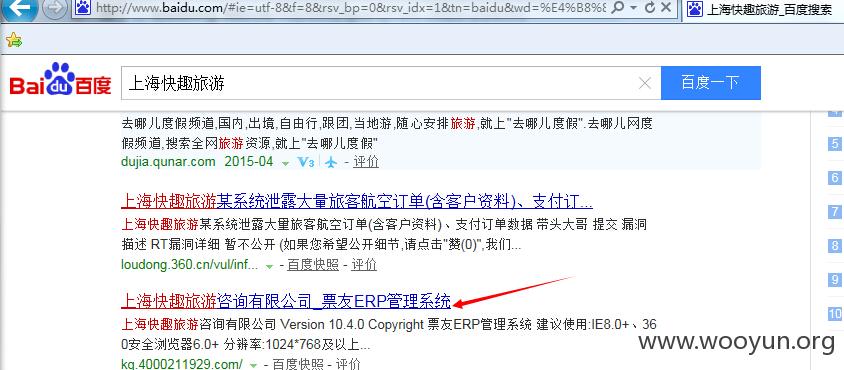 http://www.baidu.com/#ie=utf-8&f=8&rsv_bp=0&rsv_idx=1&tn=baidu&wd=%E4%B8%8
上海快趣旅游_百度搜索
Bai du 百度
上海快趣旅游
百度一下
去哪儿度假频道,国内,出境,自由行,跟团,当地游,随心安排旅游,就上"去哪儿度假".去哪儿网度
假频道,搜索全网旅游资源,就上"去哪儿度假"
dujia.qunar.com 2015-04 V3 - 评价
上海快趣旅游某系统泄露大量旅客航空订单(含客户资料)、支付订...
上海快趣旅游某系统泄露大量旅客航空订单(含客户资料)、支付订单数据 带头大哥 提交 漏洞
描述 RT漏洞详细 暂不公开 (如果您希望公开细节,请点击"赞(0)",我们...
loudong.360.cn/vul/inf... - 百度快照 - 评价
上海快趣旅游咨询有限公司_票友ERP管理系统
上海快趣旅游咨询有限公司 Version 10.4.0 Copyright 票友ERP管理系统 建议使用:IE8.0+、36
0安全浏览器6.0+ 分辨率:1024*768及以上...
kq.4000211929.com/ - 百度快照 - 评价
5
6
7
8
9
10
www.wooyun.org